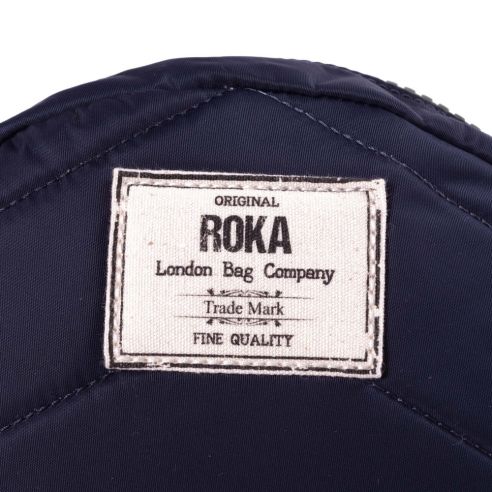 ORIGINAL
ROKA
London Bag Company
Trade Mark
FINE QUALITY